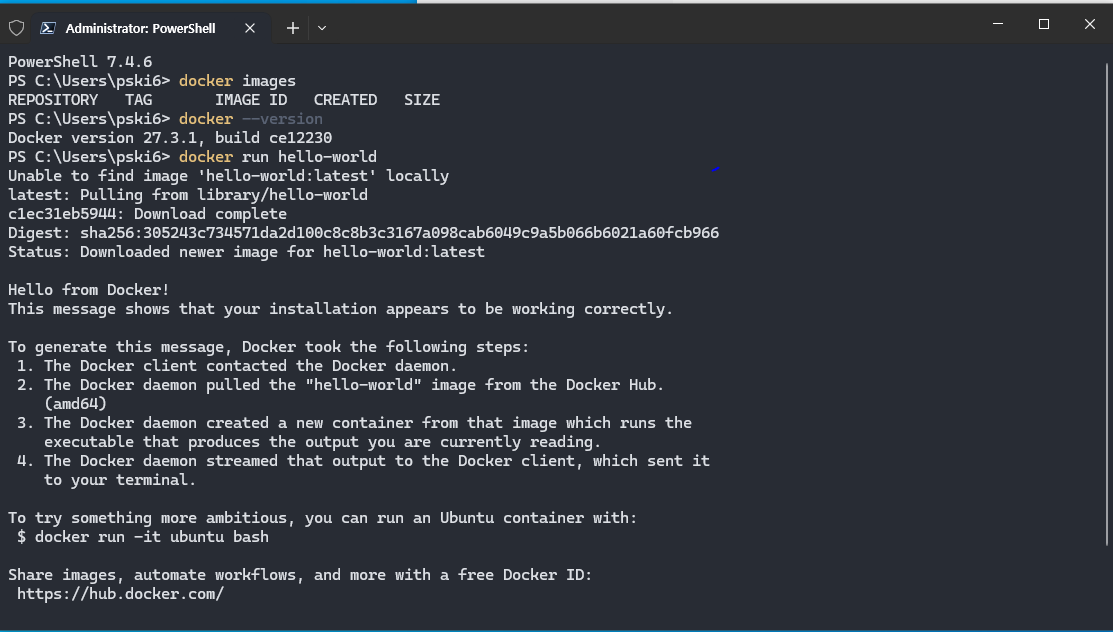 Administrator: PowerShell
PowerShell 7.4.6
PS C:\Users\pski6> docker images
REPOSITORY   TAG       IMAGE ID   CREATED   SIZE
PS C:\Users\pski6> docker --version
Docker version 27.3.1, build ce12230
PS C:\Users\pski6> docker run hello-world
Unable to find image 'hello-world:latest' locally
latest: Pulling from library/hello-world
c1ec31eb5944: Download complete
Digest: sha256:305243c734571da2d100c8c8b3c3167a098cab6049c9a5b066b6021a60fcb966
Status: Downloaded newer image for hello-world:latest

Hello from Docker!
This message shows that your installation appears to be working correctly.

To generate this message, Docker took the following steps:
 1. The Docker client contacted the Docker daemon.
 2. The Docker daemon pulled the "hello-world" image from the Docker Hub.
    (amd64)
 3. The Docker daemon created a new container from that image which runs the
    executable that produces the output you are currently reading.
 4. The Docker daemon streamed that output to the Docker client, which sent it
    to your terminal.

To try something more ambitious, you can run an Ubuntu container with:
 $ docker run -it ubuntu bash

Share images, automate workflows, and more with a free Docker ID:
 https://hub.docker.com/